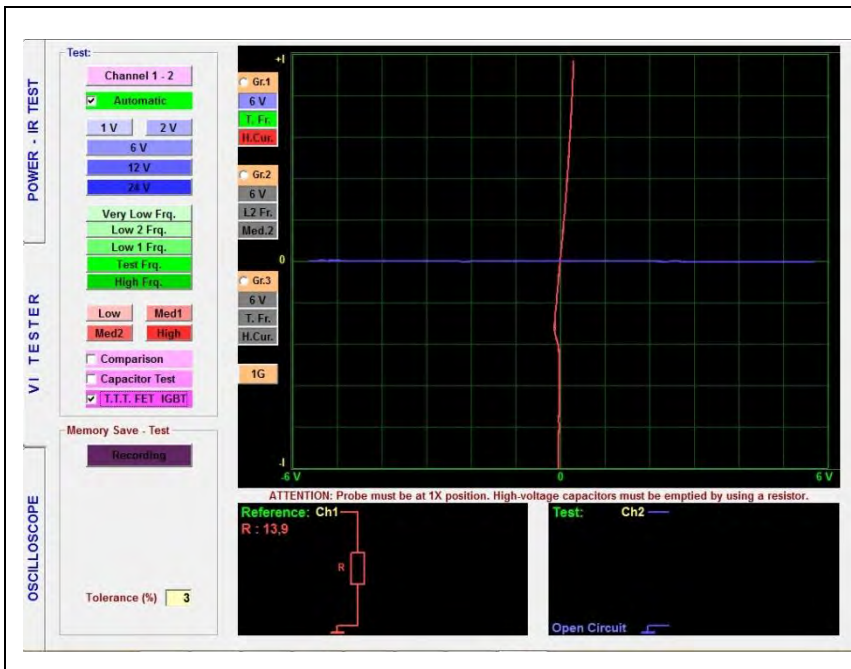 POWER - IR TEST
VI TESTER
OSCILLOSCOPE
Test:
Channel 1 - 2
Automatic
1 V 2 V
6 V
12 V
24 V
Very Low Frq.
Low 2 Frq.
Low 1 Frq.
Test Frq.
High Frq.
Low Med1
Med2 High
Comparison
Capacitor Test
T.T.T. FET IGBT
Memory Save - Test
Recording
Tolerance (%) 3
Gr.1
6 V
T. Fr.
H.Cur.
Gr.2
6 V
L2 Fr.
Med.2
Gr.3
6 V
T. Fr.
H.Cur.
1G
+I
0
-I
-6 V 0 6 V
ATTENTION: Probe must be at 1X position. High-voltage capacitors must be emptied by using a resistor.
Reference: Ch1
R : 13,9
R
Test: Ch2
Open Circuit